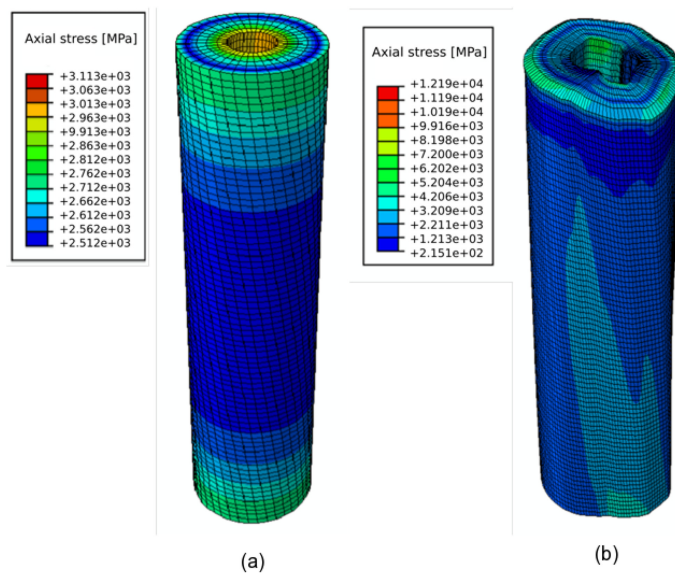 Axial stress [MPa]
+3.113e+03
+3.063e+03
+3.013e+03
+2.963e+03
+9.913e+03
+2.863e+03
+2.812e+03
+2.762e+03
+2.712e+03
+2.662e+03
+2.612e+03
+2.562e+03
+2.512e+03
Axial stress [MPa]
+1.219e+04
+1.119e+04
+1.019e+04
+9.916e+03
+8.198e+03
+7.200e+03
+6.202e+03
+5.204e+03
+4.206e+03
+3.209e+03
+2.211e+03
+1.213e+03
+2.151e+02
(a)
(b)